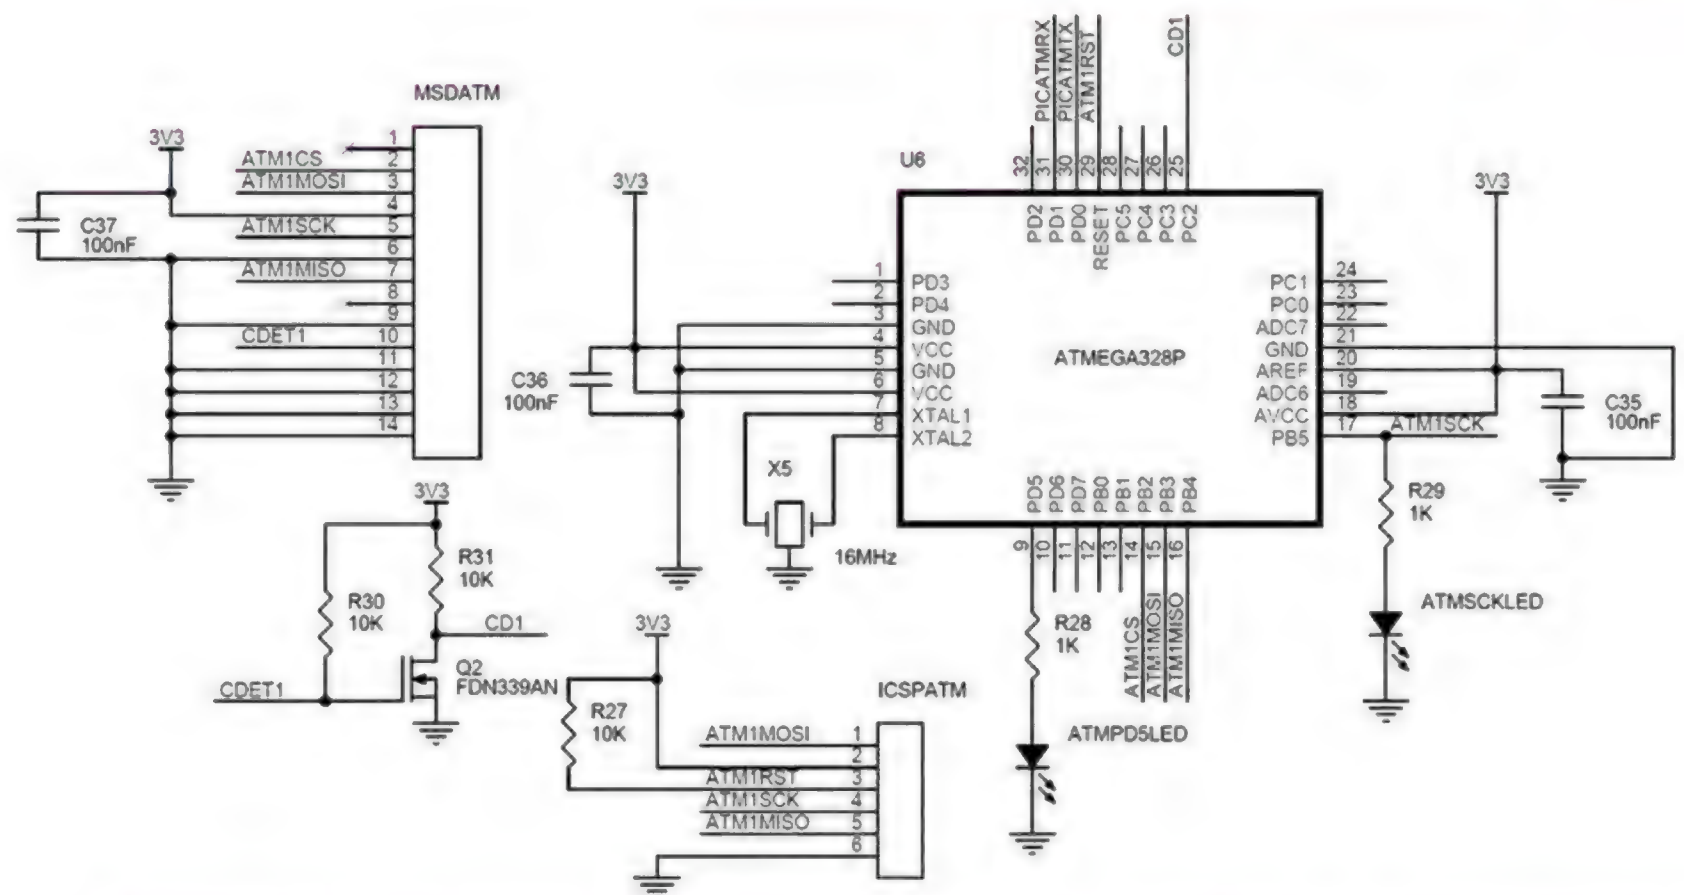 MSDATM
3V3
1
ATM1CS 2
ATM1MOSI 3
4
ATM1SCK 5
6
ATM1MISO 7
8
9
CDET1 10
11
12
13
14
C37
100nF
3V3
R31
10K
R30
10K
CD1
CDET1
Q2
FDN339AN
3V3
C36
100nF
X5
16MHz
U6
ATMEGA328P
PICATMRX
PICATMTX
ATM1RST
CD1
32 31 30 29 28 27 26 25
PD2 PD1 PD0 RESET PC5 PC4 PC3 PC2
1 PD3
2 PD4
3 GND
4 VCC
5 GND
6 VCC
7 XTAL1
8 XTAL2
PC1 24
PC0 23
ADC7 22
GND 21
AREF 20
ADC6 19
AVCC 18
PB5 17
ATM1SCK
PD5 PD6 PD7 PB0 PB1 PB2 PB3 PB4
9 10 11 12 13 14 15 16
ATM1CS
ATM1MOSI
ATM1MISO
3V3
C35
100nF
R29
1K
ATMSCKLED
R28
1K
ATMPD5LED
3V3
R27
10K
ICSPATM
ATM1MOSI 1
2
ATM1RST 3
ATM1SCK 4
ATM1MISO 5
6